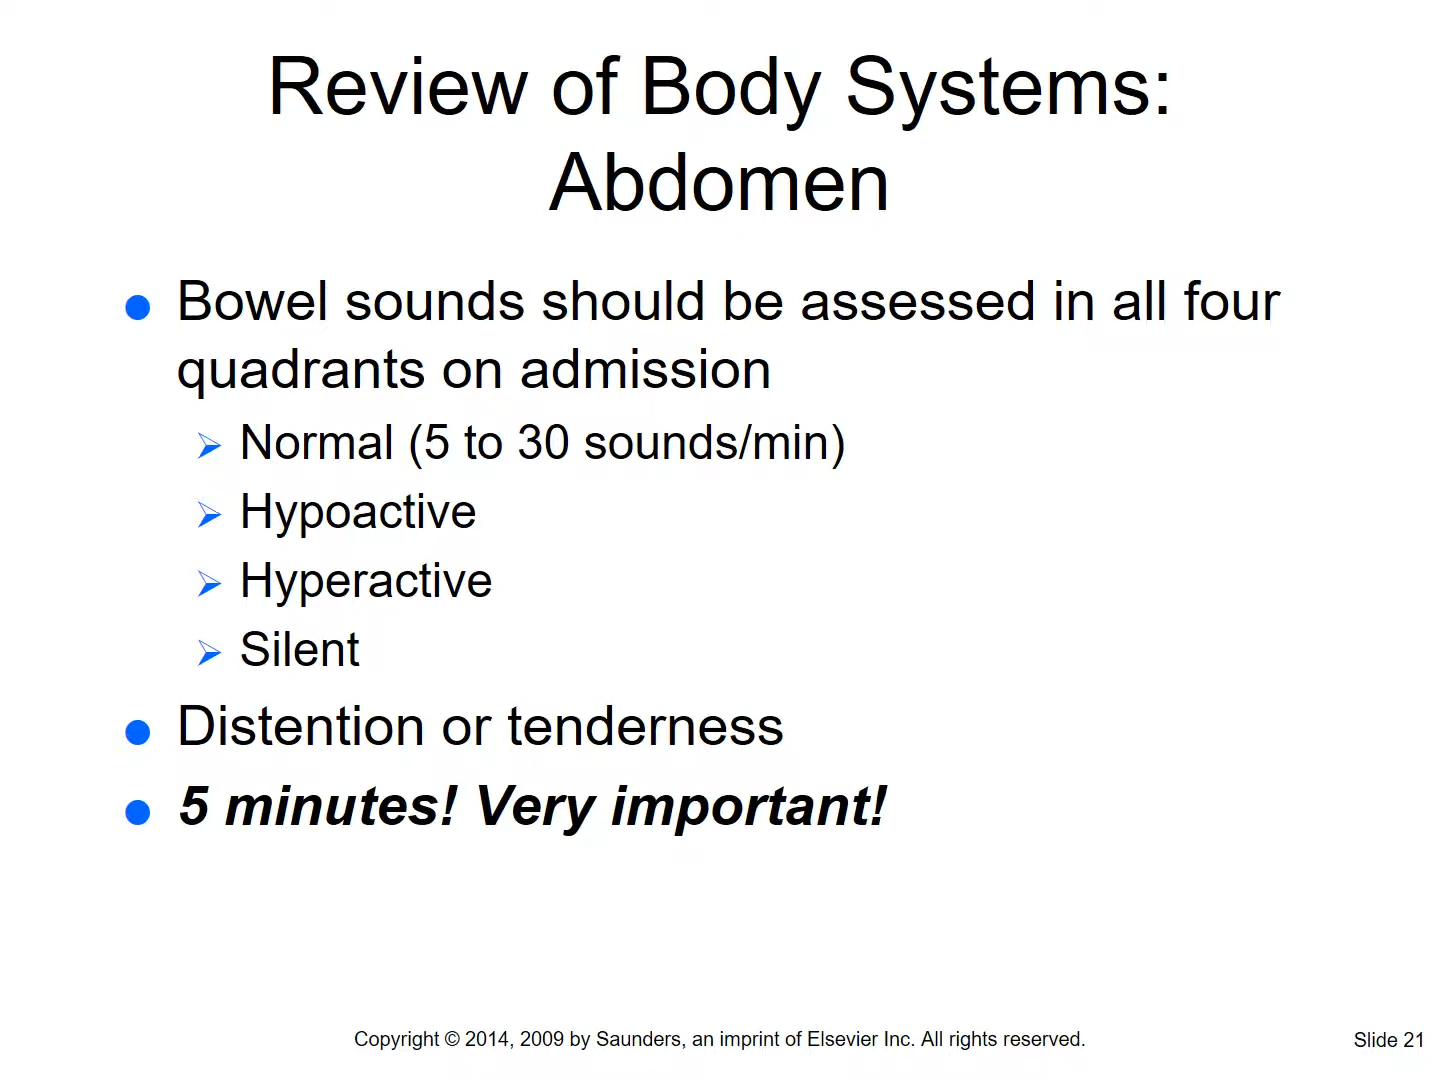 Review of Body Systems:
Abdomen
● Bowel sounds should be assessed in all four
quadrants on admission
➢ Normal (5 to 30 sounds/min)
➢ Hypoactive
➢ Hyperactive
➢ Silent
● Distention or tenderness
● 5 minutes! Very important!
Copyright © 2014, 2009 by Saunders, an imprint of Elsevier Inc. All rights reserved.
Slide 21